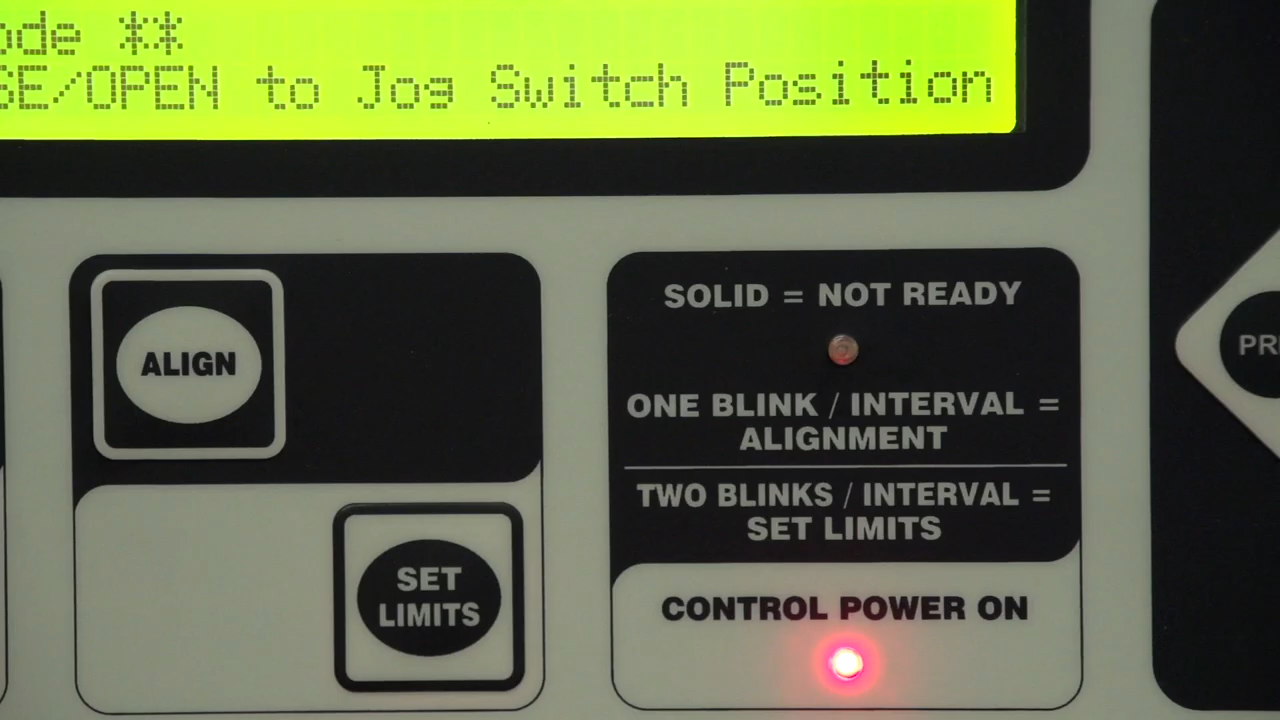 ode **
SE/OPEN to Jog Switch Position
ALIGN
SET
LIMITS
SOLID = NOT READY
ONE BLINK / INTERVAL =
ALIGNMENT
TWO BLINKS / INTERVAL =
SET LIMITS
CONTROL POWER ON
PR